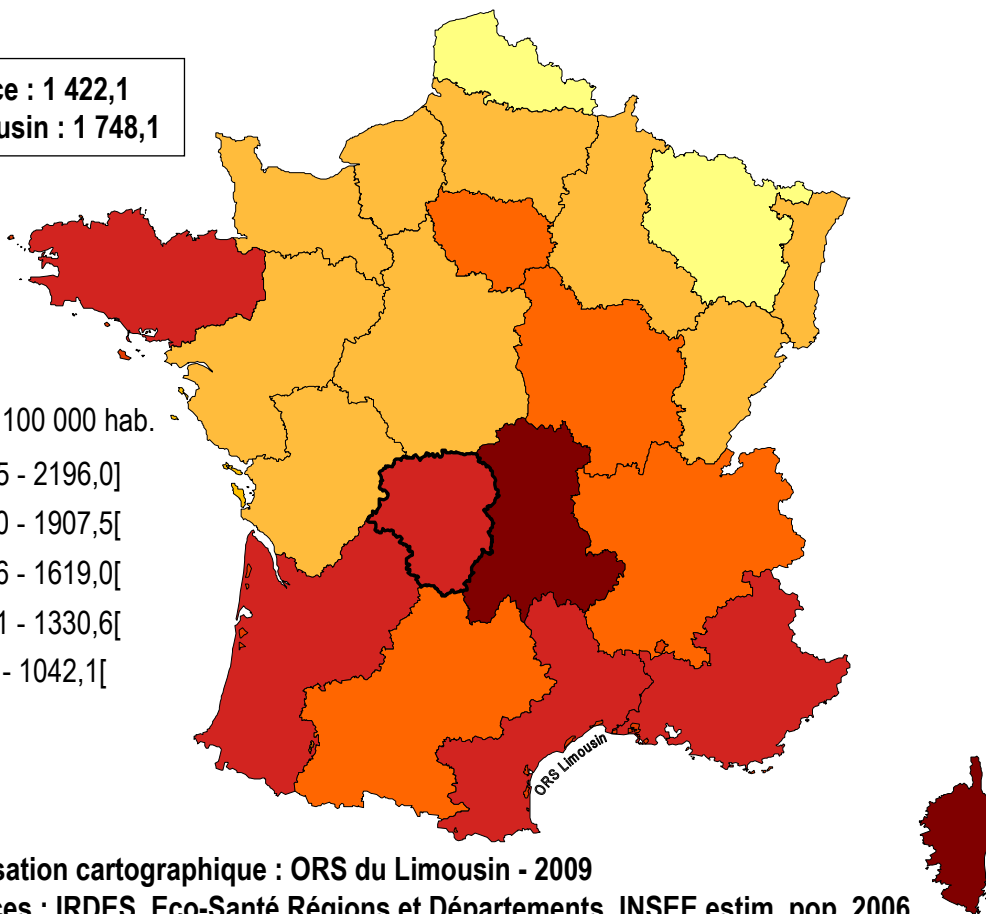 ce : 1 422,1
usin : 1 748,1
100 000 hab.
5 - 2196,0]
0 - 1907,5[
6 - 1619,0[
1 - 1330,6[
- 1042,1[
ORS Limousin
sation cartographique : ORS du Limousin - 2009
ces : IRDES, Eco-Santé Régions et Départements, INSEE estim. pop. 2006